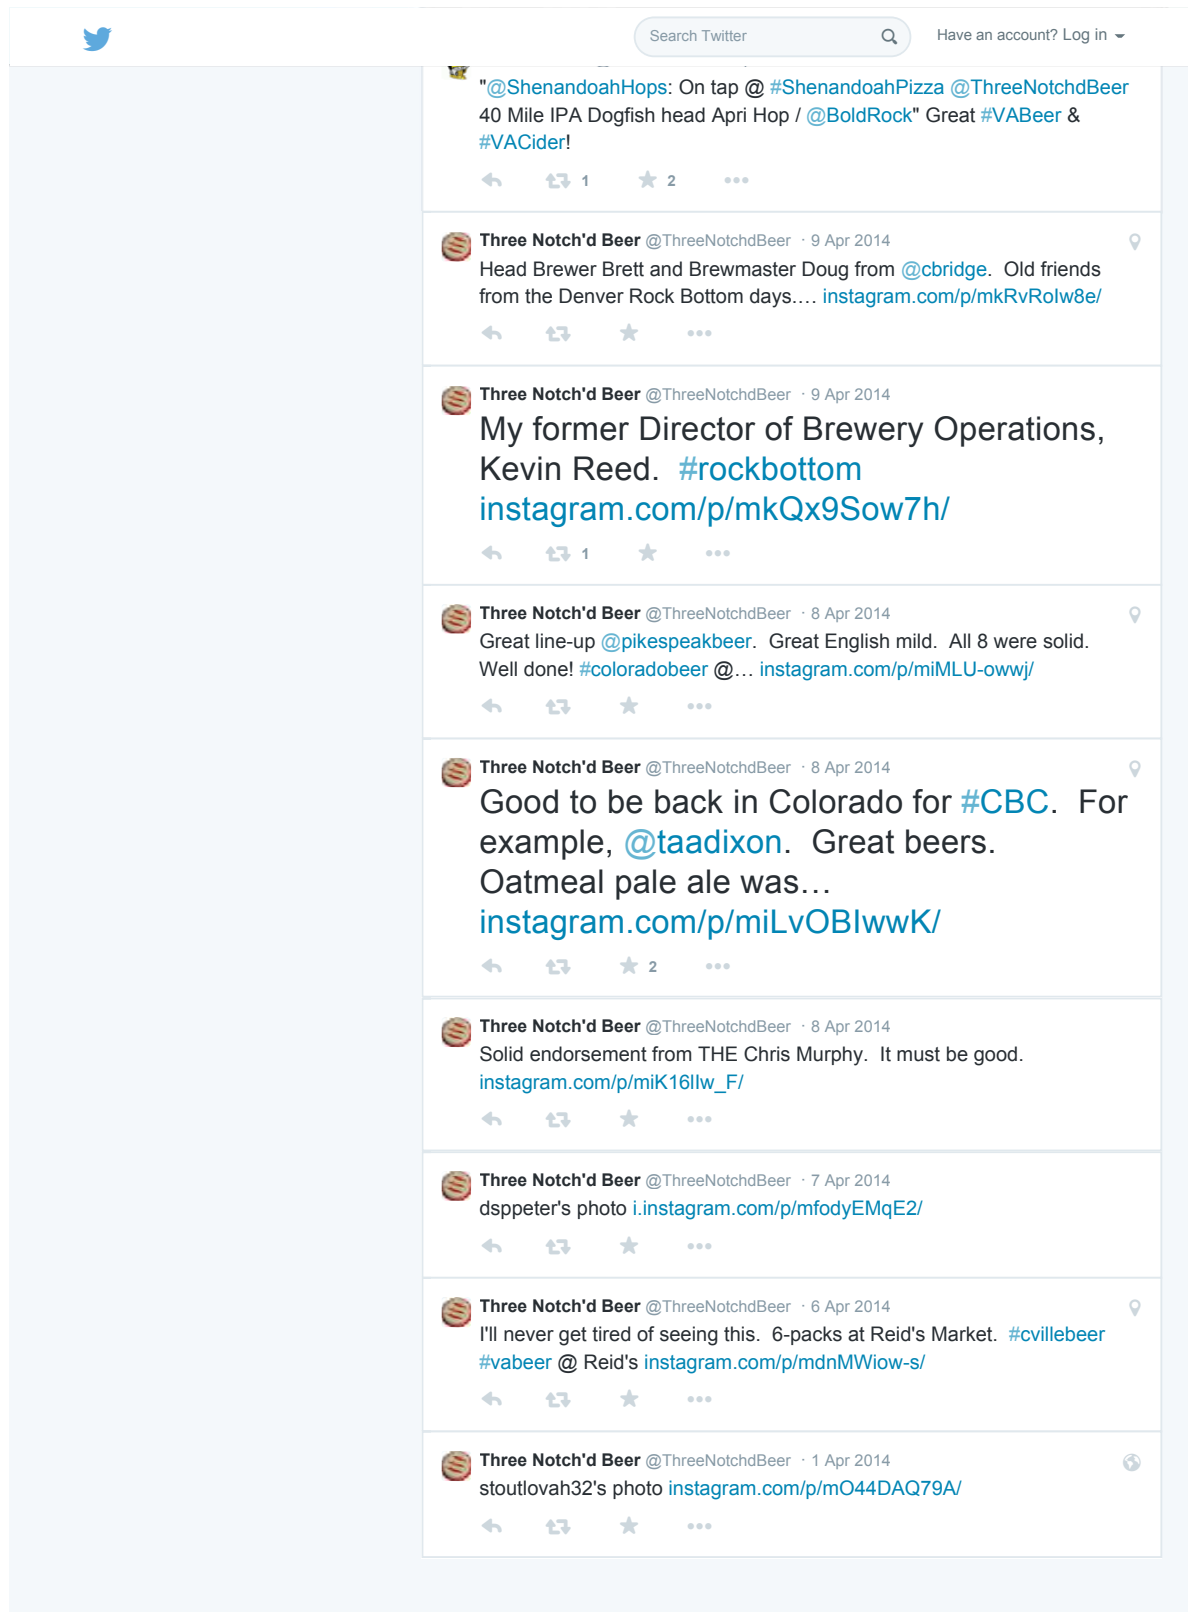 Search Twitter
Have an account? Log in
"@ShenandoahHops: On tap @ #ShenandoahPizza @ThreeNotchdBeer
40 Mile IPA Dogfish head Apri Hop / @BoldRock" Great #VABeer &
#VACider!
1 2
Three Notch'd Beer @ThreeNotchdBeer · 9 Apr 2014
Head Brewer Brett and Brewmaster Doug from @cbridge. Old friends
from the Denver Rock Bottom days.... instagram.com/p/mkRvRoIw8e/
Three Notch'd Beer @ThreeNotchdBeer · 9 Apr 2014
My former Director of Brewery Operations,
Kevin Reed. #rockbottom
instagram.com/p/mkQx9Sow7h/
1
Three Notch'd Beer @ThreeNotchdBeer · 8 Apr 2014
Great line-up @pikespeakbeer. Great English mild. All 8 were solid.
Well done! #coloradobeer @… instagram.com/p/miMLU-owwj/
Three Notch'd Beer @ThreeNotchdBeer · 8 Apr 2014
Good to be back in Colorado for #CBC. For
example, @taadixon. Great beers.
Oatmeal pale ale was…
instagram.com/p/miLvOBIwwK/
2
Three Notch'd Beer @ThreeNotchdBeer · 8 Apr 2014
Solid endorsement from THE Chris Murphy. It must be good.
instagram.com/p/miK16lIw_F/
Three Notch'd Beer @ThreeNotchdBeer · 7 Apr 2014
dsppeter's photo i.instagram.com/p/mfodyEMqE2/
Three Notch'd Beer @ThreeNotchdBeer · 6 Apr 2014
I'll never get tired of seeing this. 6-packs at Reid's Market. #cvillebeer
#vabeer @ Reid's instagram.com/p/mdnMWiow-s/
Three Notch'd Beer @ThreeNotchdBeer · 1 Apr 2014
stoutlovah32's photo instagram.com/p/mO44DAQ79A/